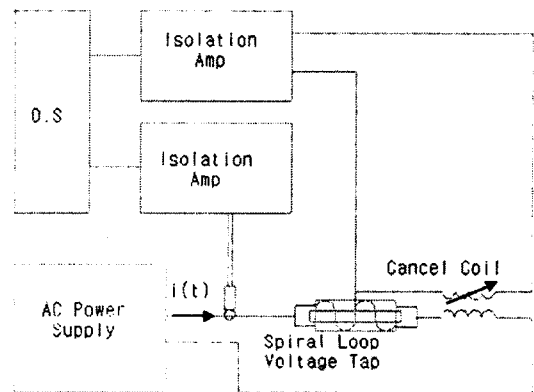 Isolation
Amp
O.S
Isolation
Amp
i(t)
Cancel Coil
AC Power
Supply
Spiral Loop
Voltage Tap